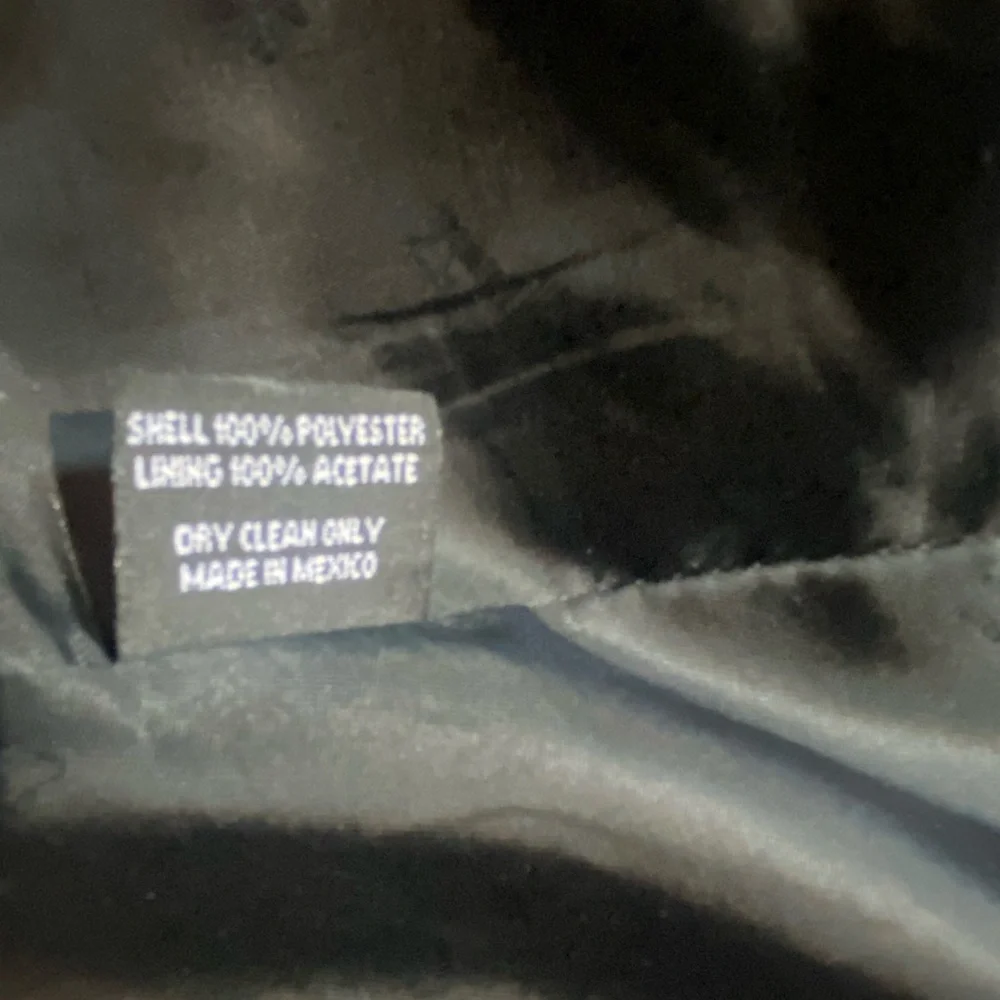 SHELL 100% POLYESTER
LINING 100% ACETATE
DRY CLEAN ONLY
MADE IN MEXICO